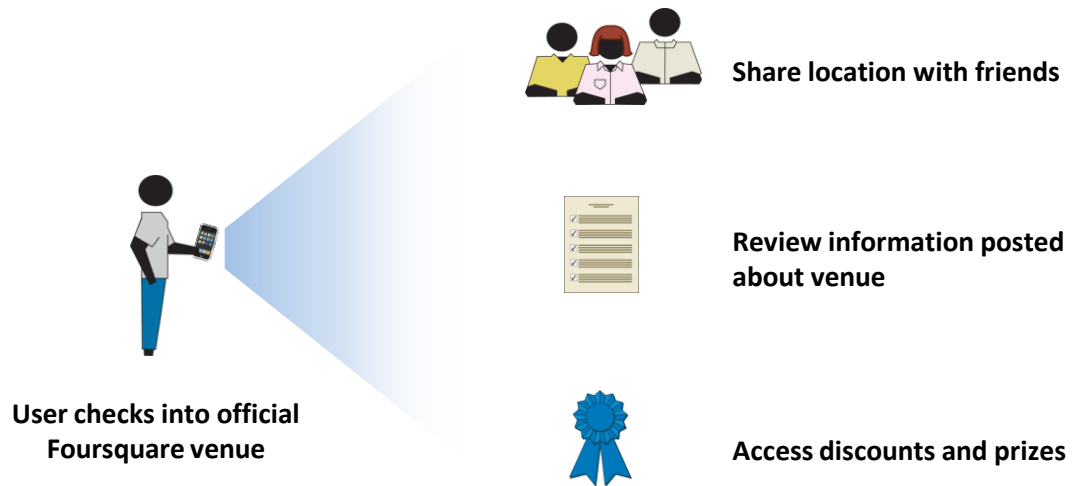 Share location with friends
Review information posted
about venue
User checks into official
Foursquare venue
Access discounts and prizes